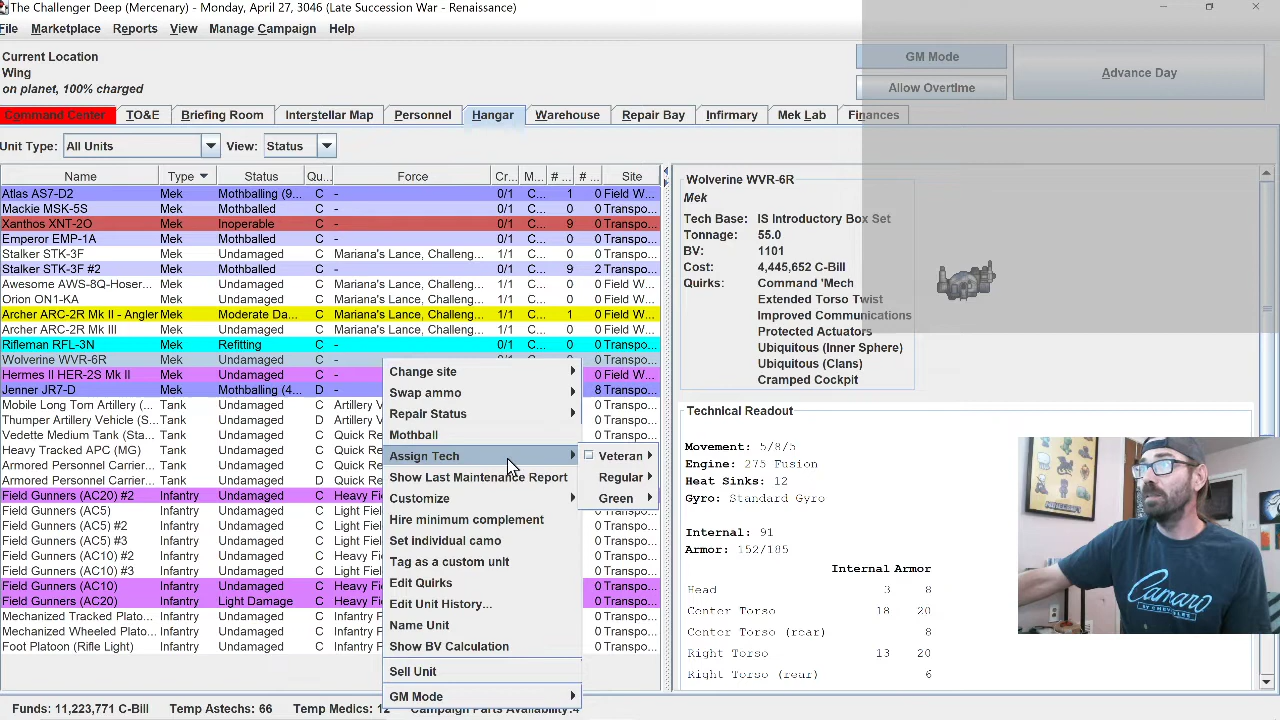 The Challenger Deep (Mercenary) - Monday, April 27, 3046 (Late Succession War - Renaissance)
File Marketplace Reports View Manage Campaign Help
Current Location
Wing
on planet, 100% charged
GM Mode
Allow Overtime
Advance Day
Command Center TO&E Briefing Room Interstellar Map Personnel Hangar Warehouse Repair Bay Infirmary Mek Lab Finances
Unit Type: All Units View: Status
Name Type Status Qu... Force Cr... M... # ... # ... Site
Atlas AS7-D2 Mek Mothballing (9... C - 0/1 C... 1 0 Field W...
Mackie MSK-5S Mek Mothballed C - 0/1 C... 0 0 Transpo...
Xanthos XNT-2O Mek Inoperable C - 0/1 C... 9 0 Transpo...
Emperor EMP-1A Mek Mothballed C - 0/1 C... 0 0 Transpo...
Stalker STK-3F Mek Undamaged C Mariana's Lance, Challeng... 1/1 C... 0 0 Transpo...
Stalker STK-3F #2 Mek Mothballed C - 0/1 C... 9 2 Transpo...
Awesome AWS-8Q-Hoser... Mek Undamaged C Mariana's Lance, Challeng... 1/1 C... 0 0 Transpo...
Orion ON1-KA Mek Undamaged C Mariana's Lance, Challeng... 1/1 C... 0 0 Transpo...
Archer ARC-2R Mk II - Angler Mek Moderate Da... C Mariana's Lance, Challeng... 1/1 C... 1 0 Transpo...
Archer ARC-2R Mk III Mek Undamaged C Mariana's Lance, Challeng... 1/1 C... 0 0 Transpo...
Rifleman RFL-3N Mek Refitting C - 0/1 C... 0 0 Transpo...
Wolverine WVR-6R Mek Undamaged C - 0/1 C... 0 0 Transpo...
Hermes II HER-2S Mk II Mek Undamaged C - 0 Field W...
Jenner JR7-D Mek Mothballing (4... D - 8 Transpo...
Mobile Long Tom Artillery (... Tank Undamaged C Artillery V 0 Transpo...
Thumper Artillery Vehicle (S... Tank Undamaged D Artillery V 0 Transpo...
Vedette Medium Tank (Sta... Tank Undamaged C Quick Re 0 Transpo...
Heavy Tracked APC (MG) Tank Undamaged C Quick Re 0 Transpo...
Armored Personnel Carrier... Tank Undamaged C Quick Re 0 Transpo...
Armored Personnel Carrier... Tank Undamaged D Quick Re 0 Transpo...
Field Gunners (AC20) #2 Infantry Undamaged C Heavy Fi 0 Transpo...
Field Gunners (AC5) Infantry Undamaged C Light Fiel 0 Transpo...
Field Gunners (AC5) #2 Infantry Undamaged C Light Fiel 0 Transpo...
Field Gunners (AC5) #3 Infantry Undamaged C Light Fiel 0 Transpo...
Field Gunners (AC10) #2 Infantry Undamaged C Light Fiel 0 Transpo...
Field Gunners (AC10) #3 Infantry Undamaged C Light Fiel 0 Transpo...
Field Gunners (AC10) Infantry Undamaged C Heavy Fi 0 Transpo...
Field Gunners (AC20) Infantry Light Damage C Heavy Fi 0 Transpo...
Mechanized Tracked Plato... Infantry Undamaged C Quick Re 0 Transpo...
Mechanized Wheeled Plato... Infantry Undamaged C Quick Re 0 Transpo...
Foot Platoon (Rifle Light) Infantry Undamaged C Quick Re 0 Transpo...
Change site
Swap ammo
Repair Status
Mothball
Assign Tech
Show Last Maintenance Report
Customize
Hire minimum complement
Set individual camo
Tag as a custom unit
Edit Quirks
Edit Unit History...
Name Unit
Show BV Calculation
Sell Unit
GM Mode
Veteran
Regular
Green
Wolverine WVR-6R
Mek
Tech Base: IS Introductory Box Set
Tonnage: 55.0
BV: 1101
Cost: 4,445,652 C-Bill
Quirks: Command 'Mech
Extended Torso Twist
Improved Communications
Protected Actuators
Ubiquitous (Inner Sphere)
Ubiquitous (Clans)
Cramped Cockpit
Technical Readout
Movement: 5/8/5
Engine: 275 Fusion
Heat Sinks: 12
Gyro: Standard Gyro
Internal: 91
Armor: 152/185
Internal Armor
Head 3 8
Center Torso 18 20
Center Torso (rear) 8
Right Torso 13 20
Right Torso (rear) 6
Camaro
BY CHEVROLET
Funds: 11,223,771 C-Bill Temp Astechs: 66 Temp Medics: 12 Campaign Parts Availability:4